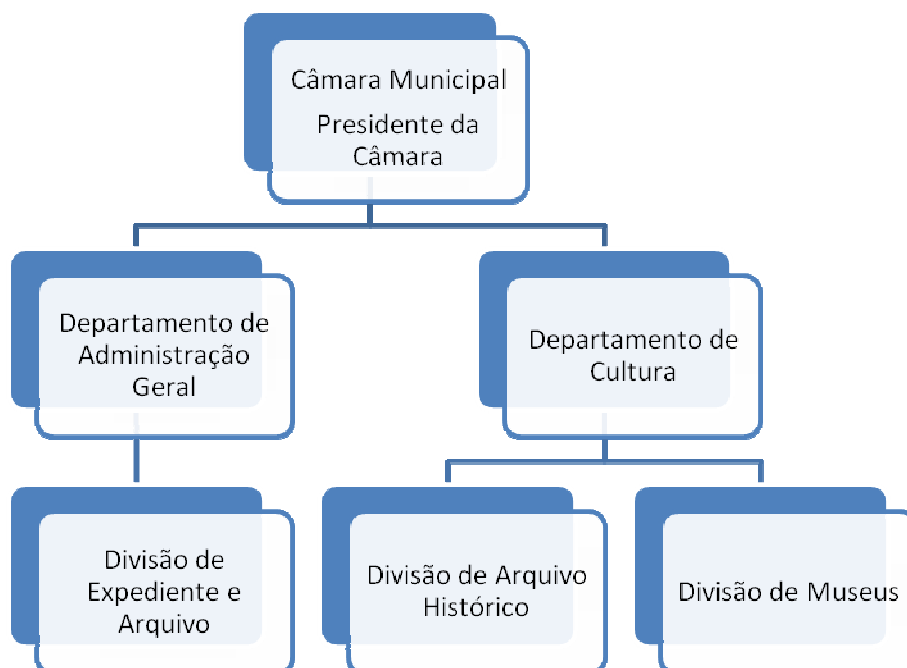 Câmara Municipal
Presidente da
Câmara
Departamento de
Administração
Geral
Departamento de
Cultura
Divisão de
Expediente e
Arquivo
Divisão de Arquivo
Histórico
Divisão de Museus